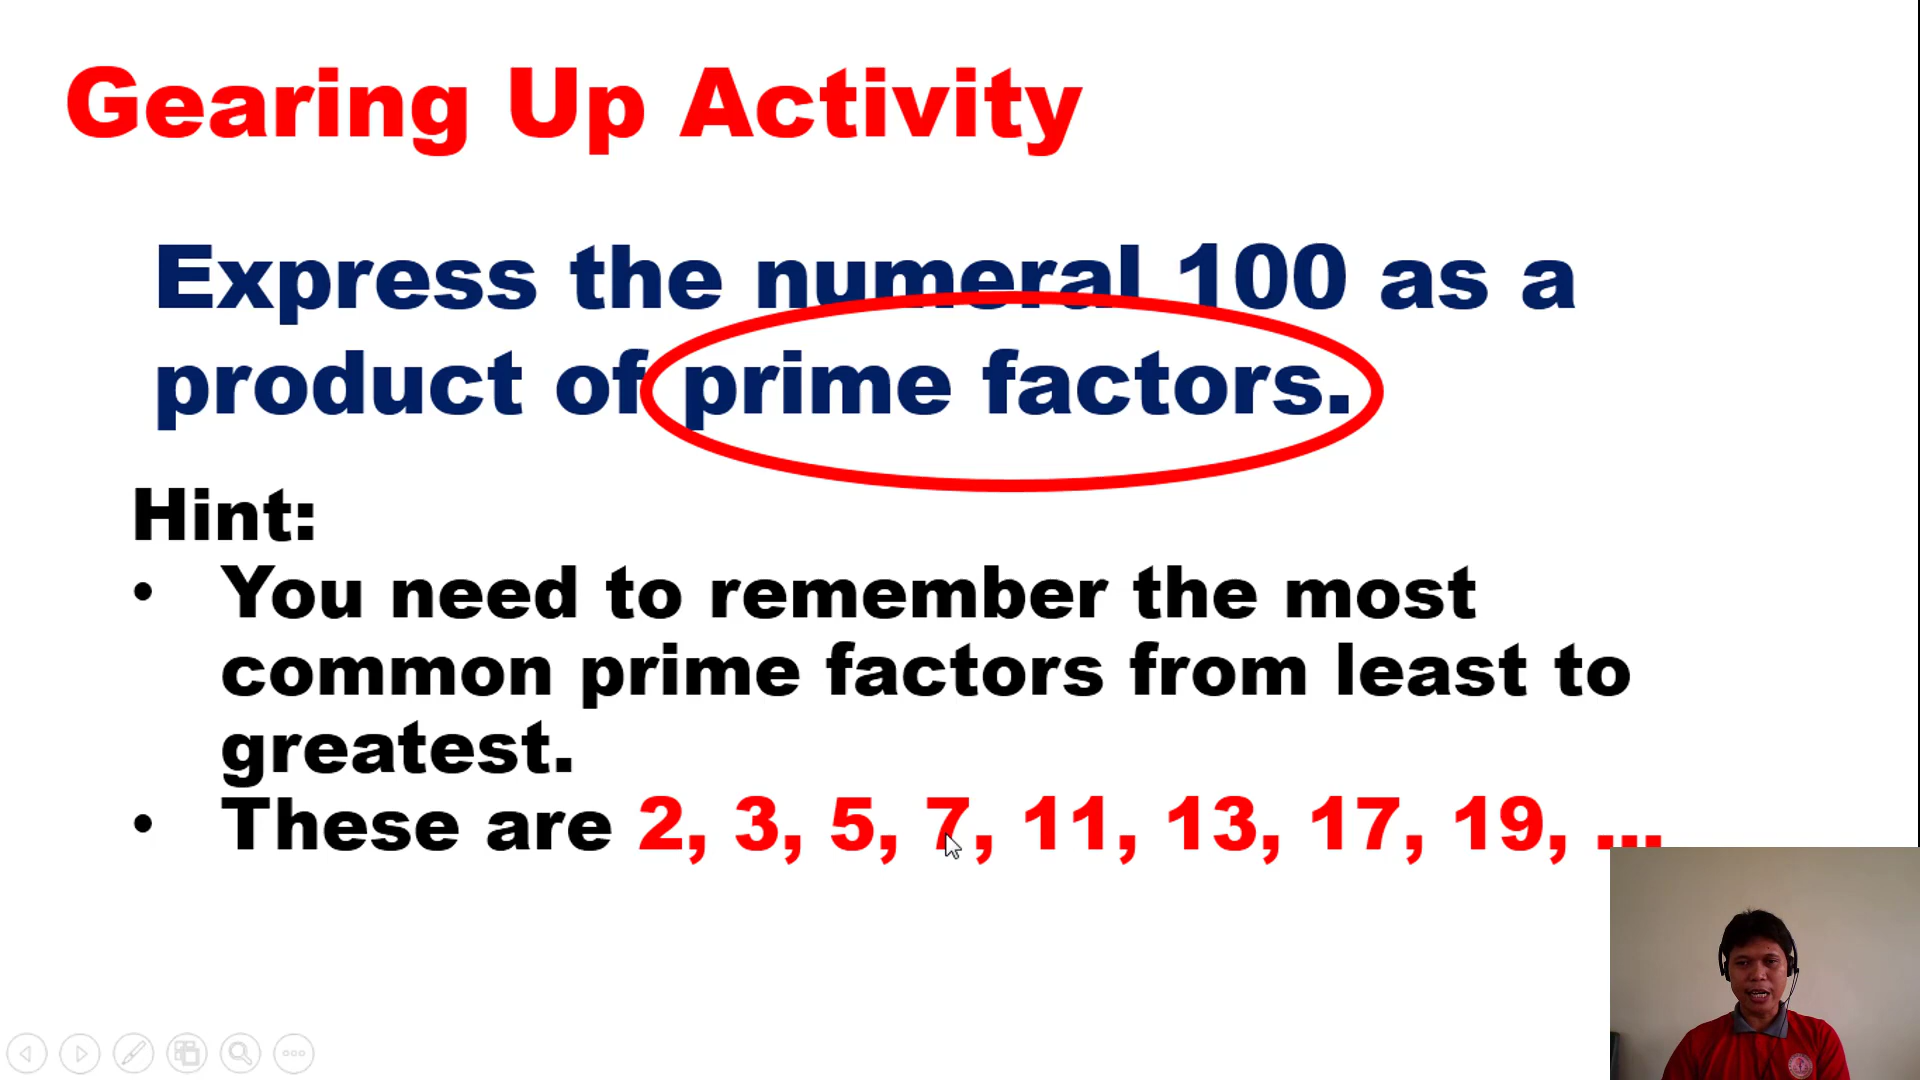 Gearing Up Activity
Express the numeral 100 as a
product of prime factors.
Hint:
• You need to remember the most
common prime factors from least to
greatest.
• These are 2, 3, 5, 7, 11, 13, 17, 19, ...